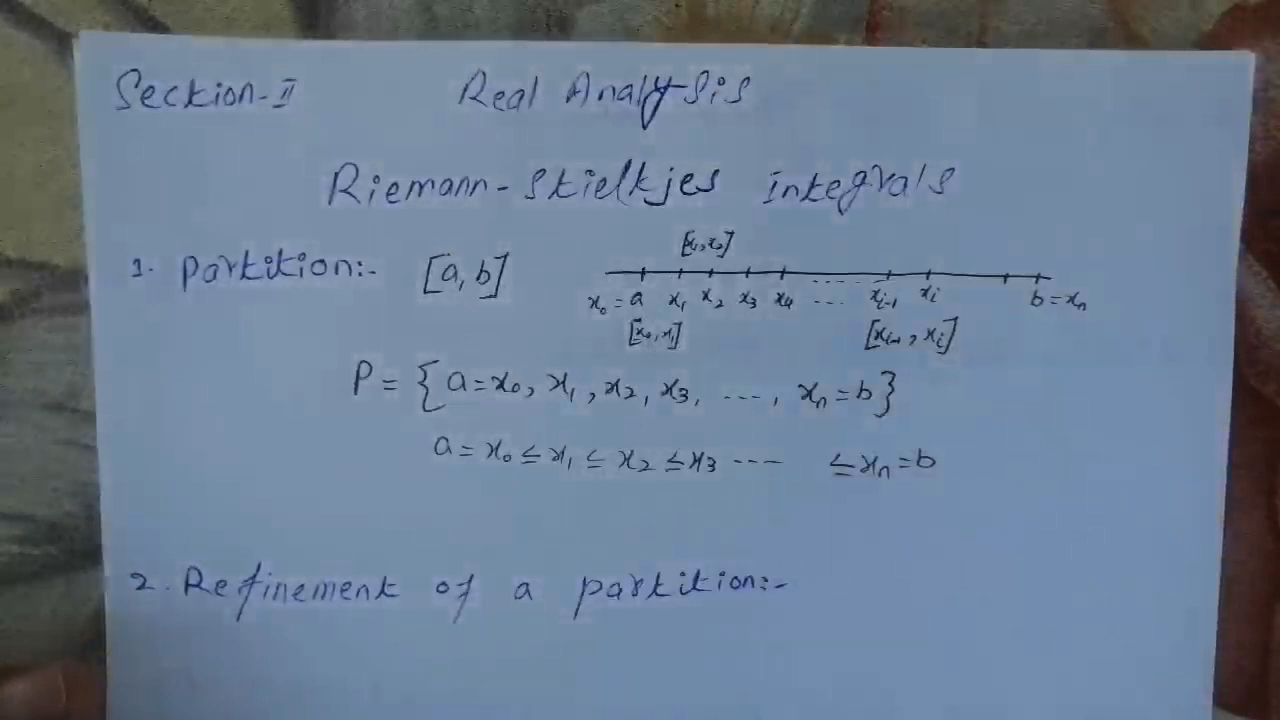 Section-II Real Analysis
Riemann-Stieltjes integrals
[x₁,x₂]
1. Partition:- [a, b]
x₀=a x₁ x₂ x₃ x₄ .... xᵢ₋₁ xᵢ b=xₙ
[x₀,x₁] [xᵢ₋₁, xᵢ]
P = {a=x₀, x₁, x₂, x₃, ...., xₙ=b}
a = x₀ ≤ x₁ ≤ x₂ ≤ x₃ ---- ≤ xₙ = b
2. Refinement of a partition:-